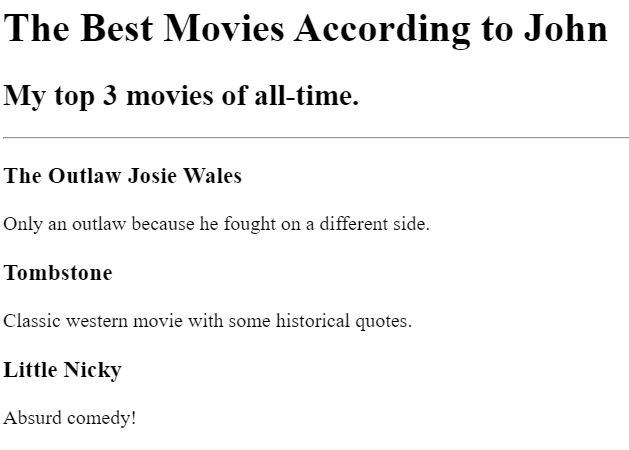 The Best Movies According to John
My top 3 movies of all-time.
The Outlaw Josie Wales
Only an outlaw because he fought on a different side.
Tombstone
Classic western movie with some historical quotes.
Little Nicky
Absurd comedy!